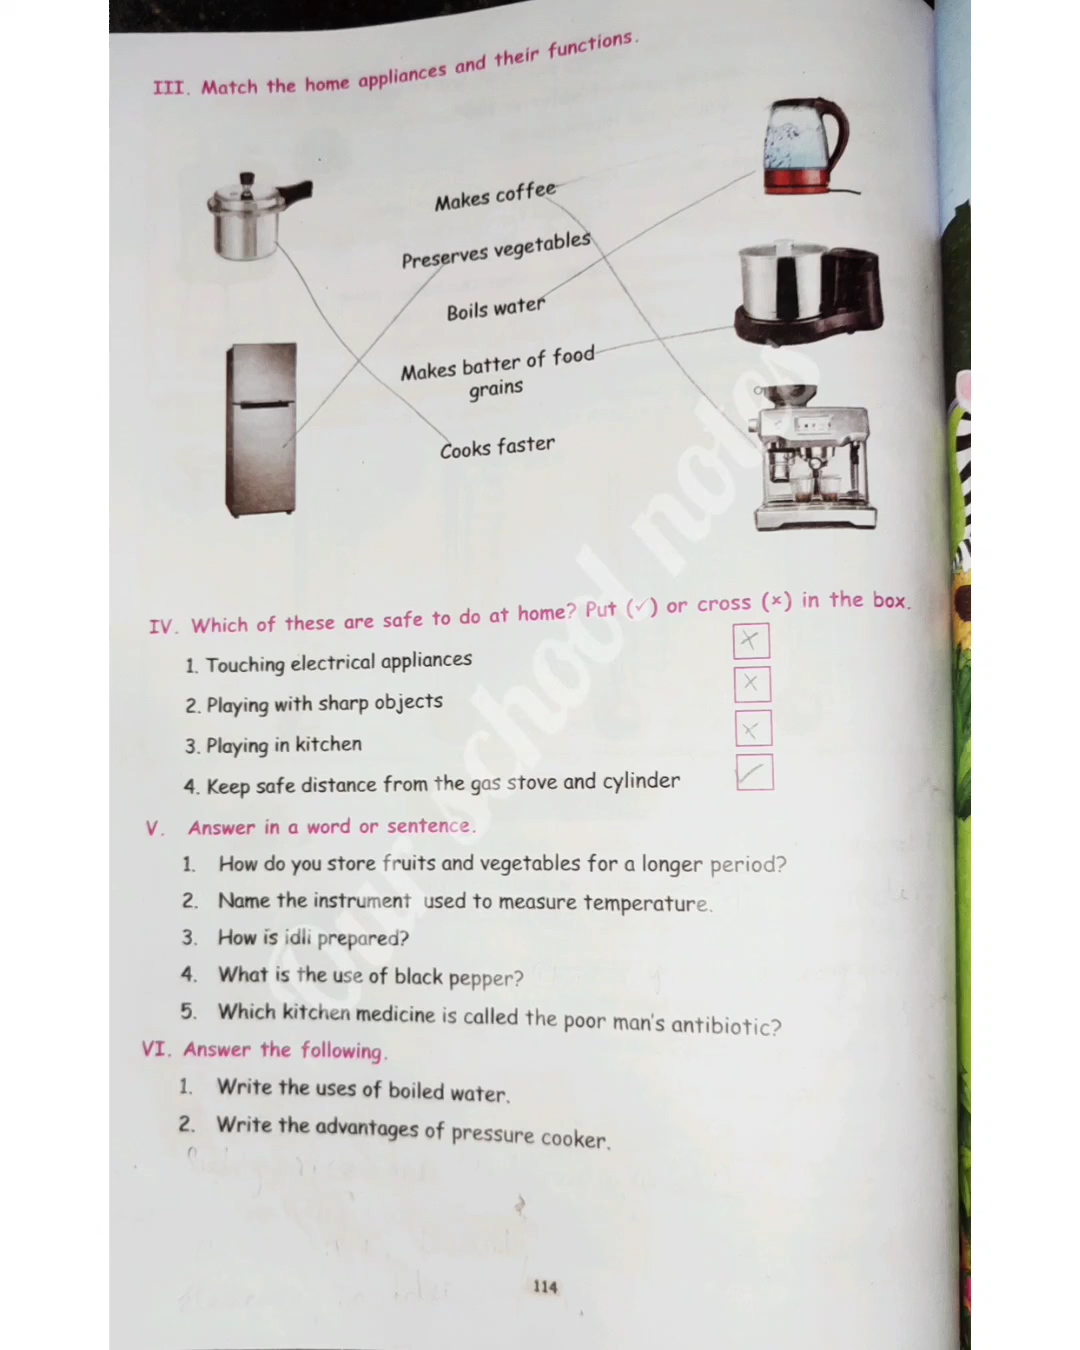 III. Match the home appliances and their functions.
Makes coffee
Preserves vegetables
Boils water
Makes batter of food
grains
Cooks faster
IV. Which of these are safe to do at home? Put (✓) or cross (×) in the box.
1. Touching electrical appliances ×
2. Playing with sharp objects ×
3. Playing in kitchen ×
4. Keep safe distance from the gas stove and cylinder ✓
V. Answer in a word or sentence.
1. How do you store fruits and vegetables for a longer period?
2. Name the instrument used to measure temperature.
3. How is idli prepared?
4. What is the use of black pepper?
5. Which kitchen medicine is called the poor man's antibiotic?
VI. Answer the following.
1. Write the uses of boiled water.
2. Write the advantages of pressure cooker.
114
school notes